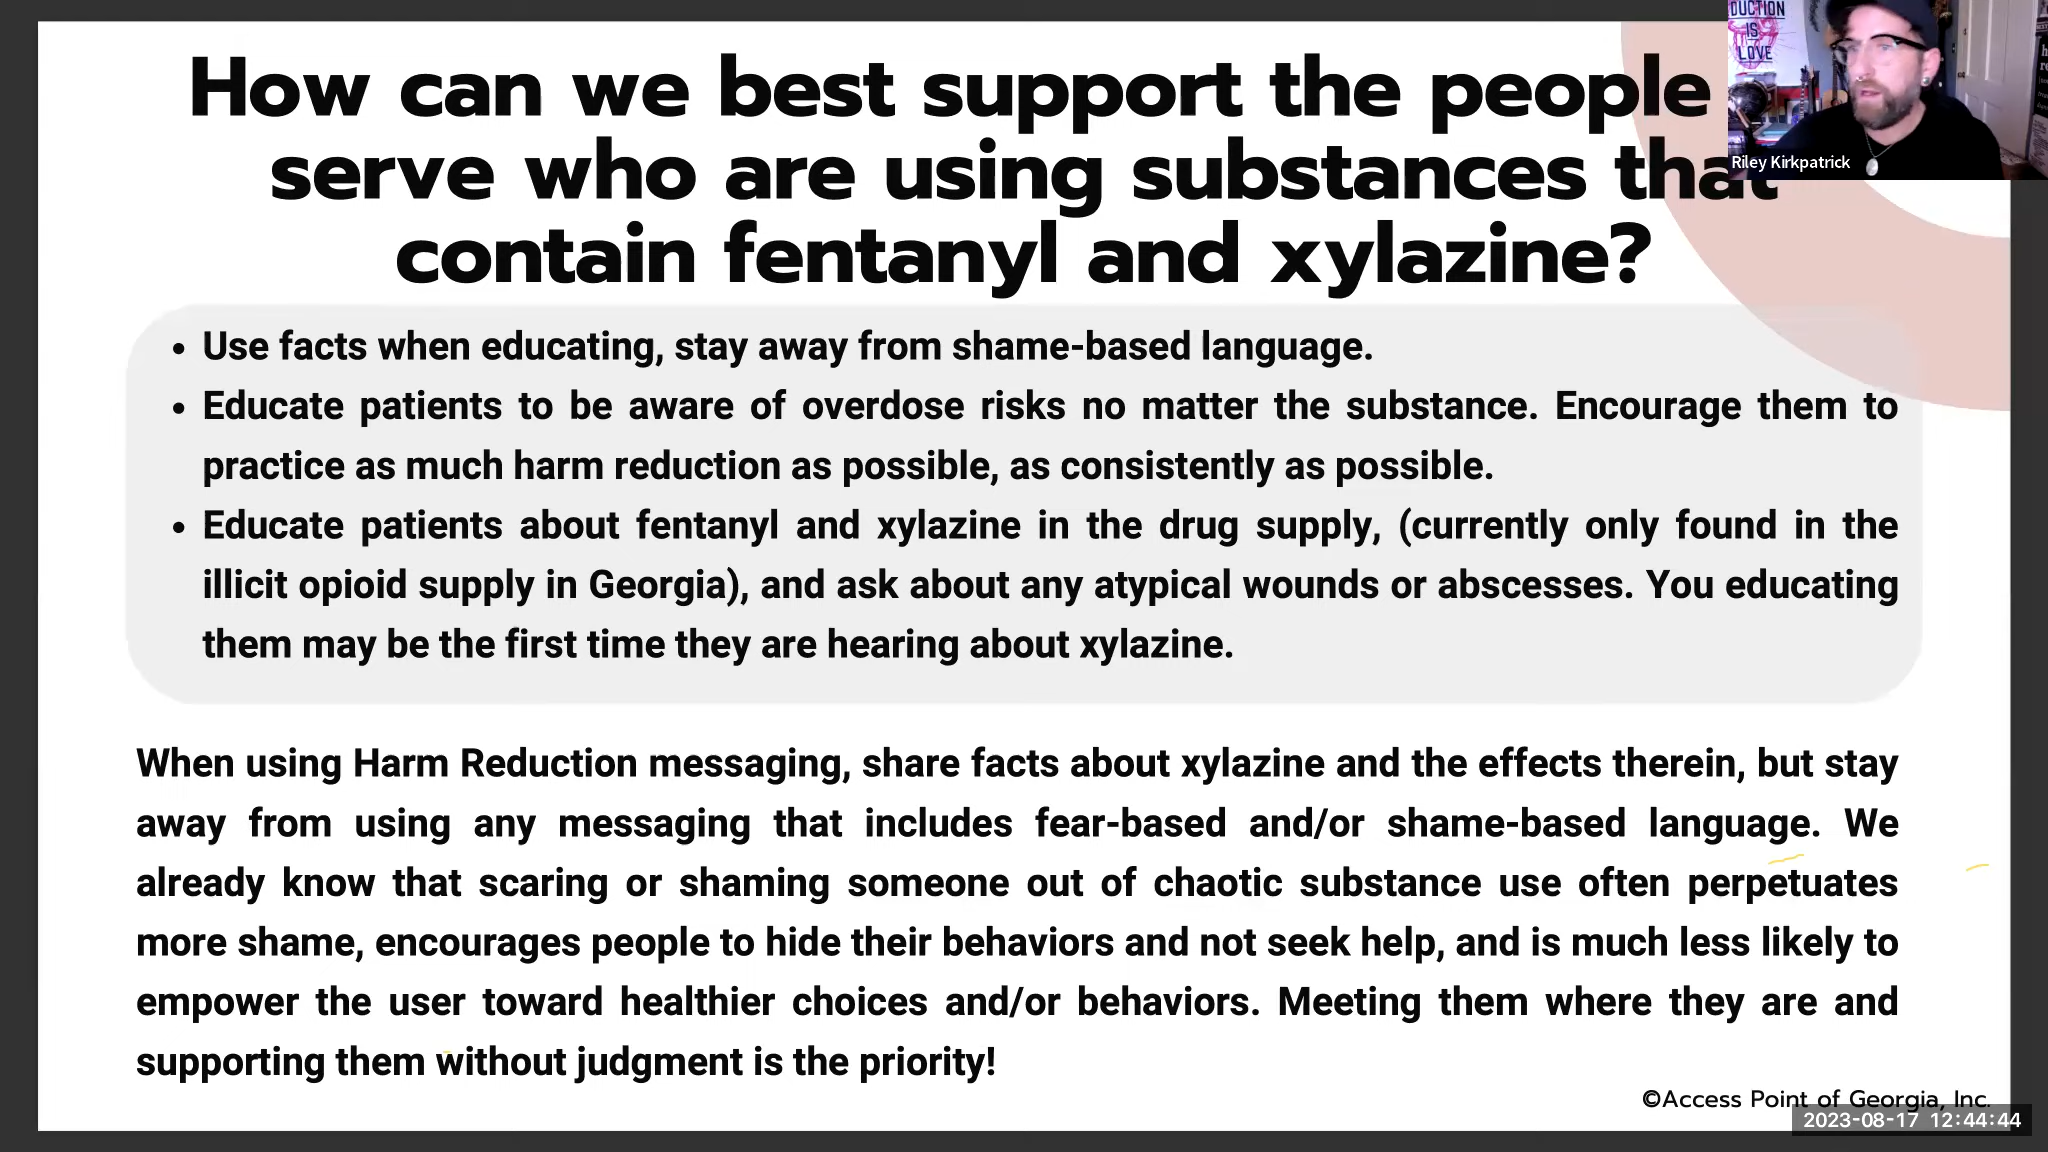 How can we best support the people
serve who are using substances that
contain fentanyl and xylazine?
DUCTION
IS
LOVE
Riley Kirkpatrick
• Use facts when educating, stay away from shame-based language.
• Educate patients to be aware of overdose risks no matter the substance. Encourage them to
practice as much harm reduction as possible, as consistently as possible.
• Educate patients about fentanyl and xylazine in the drug supply, (currently only found in the
illicit opioid supply in Georgia), and ask about any atypical wounds or abscesses. You educating
them may be the first time they are hearing about xylazine.
When using Harm Reduction messaging, share facts about xylazine and the effects therein, but stay
away from using any messaging that includes fear-based and/or shame-based language. We
already know that scaring or shaming someone out of chaotic substance use often perpetuates
more shame, encourages people to hide their behaviors and not seek help, and is much less likely to
empower the user toward healthier choices and/or behaviors. Meeting them where they are and
supporting them without judgment is the priority!
©Access Point of Georgia, Inc.
2023-08-17 12:44:44